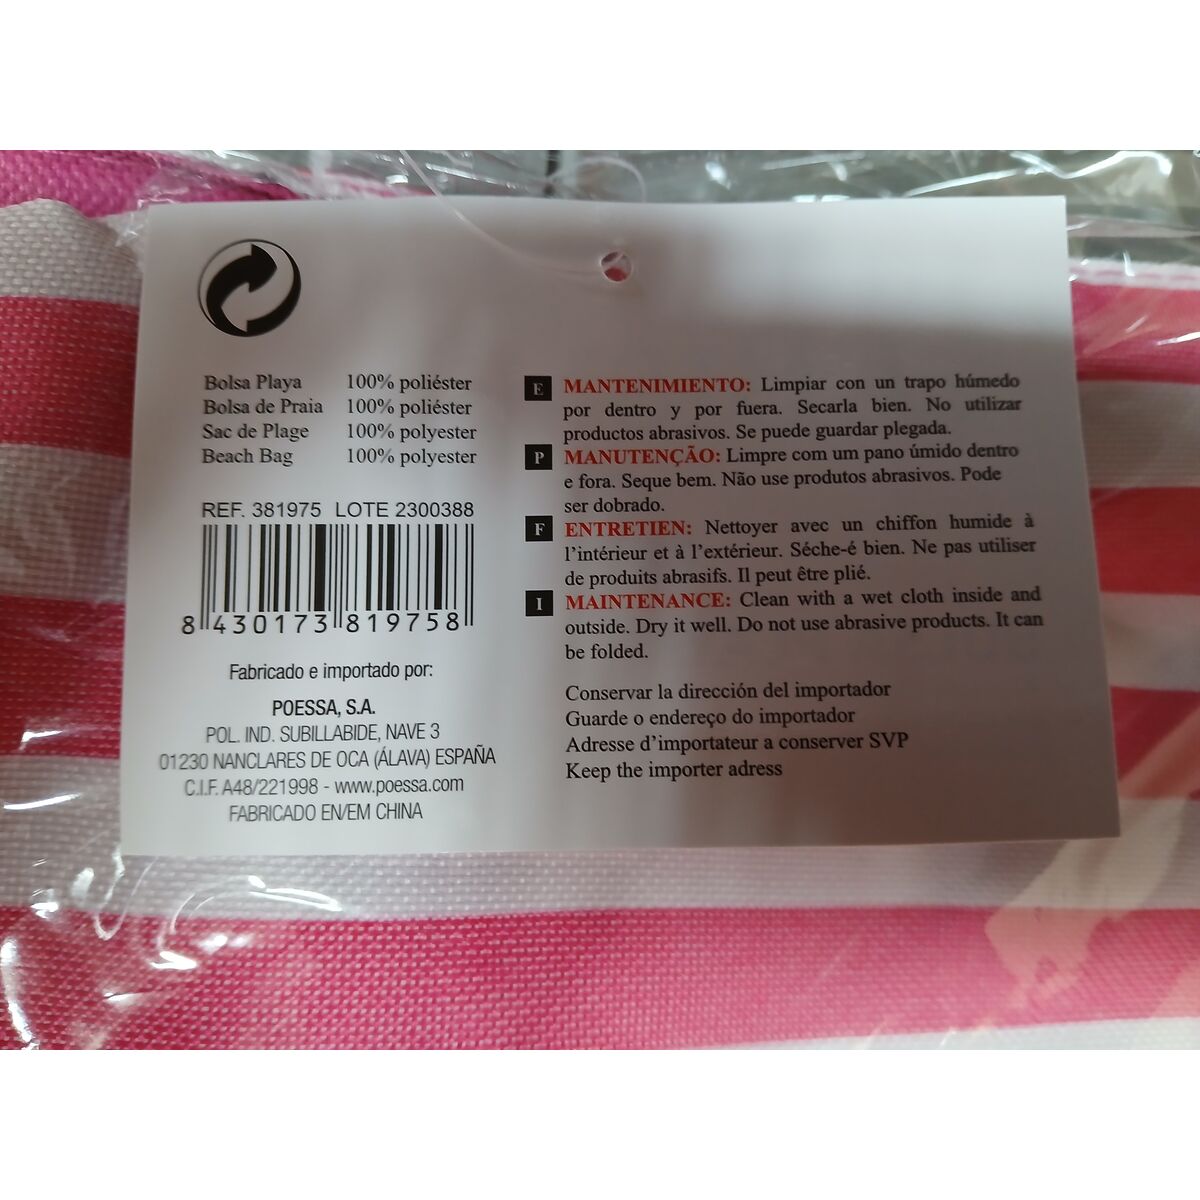 Bolsa Playa 100% poliéster
Bolsa de Praia 100% poliéster
Sac de Plage 100% polyester
Beach Bag 100% polyester
REF. 381975 LOTE 2300388
8 430173 819758
Fabricado e importado por:
POESSA, S.A.
POL. IND. SUBILLABIDE, NAVE 3
01230 NANCLARES DE OCA (ÁLAVA) ESPAÑA
C.I.F. A48/221998 - www.poessa.com
FABRICADO EN/EM CHINA
E MANTENIMIENTO: Limpiar con un trapo húmedo
por dentro y por fuera. Secarla bien. No utilizar
productos abrasivos. Se puede guardar plegada.
P MANUTENÇÃO: Limpre com um pano úmido dentro
e fora. Seque bem. Não use produtos abrasivos. Pode
ser dobrado.
F ENTRETIEN: Nettoyer avec un chiffon humide à
l'intérieur et à l'extérieur. Séche-é bien. Ne pas utiliser
de produits abrasifs. Il peut être plié.
I MAINTENANCE: Clean with a wet cloth inside and
outside. Dry it well. Do not use abrasive products. It can
be folded.
Conservar la dirección del importador
Guarde o endereço do importador
Adresse d'importateur a conserver SVP
Keep the importer adress